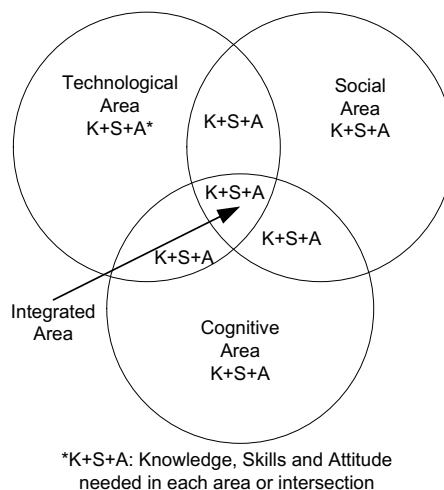 Technological
Area
K+S+A*
K+S+A
Social
Area
K+S+A
K+S+A
K+S+A
K+S+A
Integrated
Area
Cognitive
Area
K+S+A
*K+S+A: Knowledge, Skills and Attitude
needed in each area or intersection